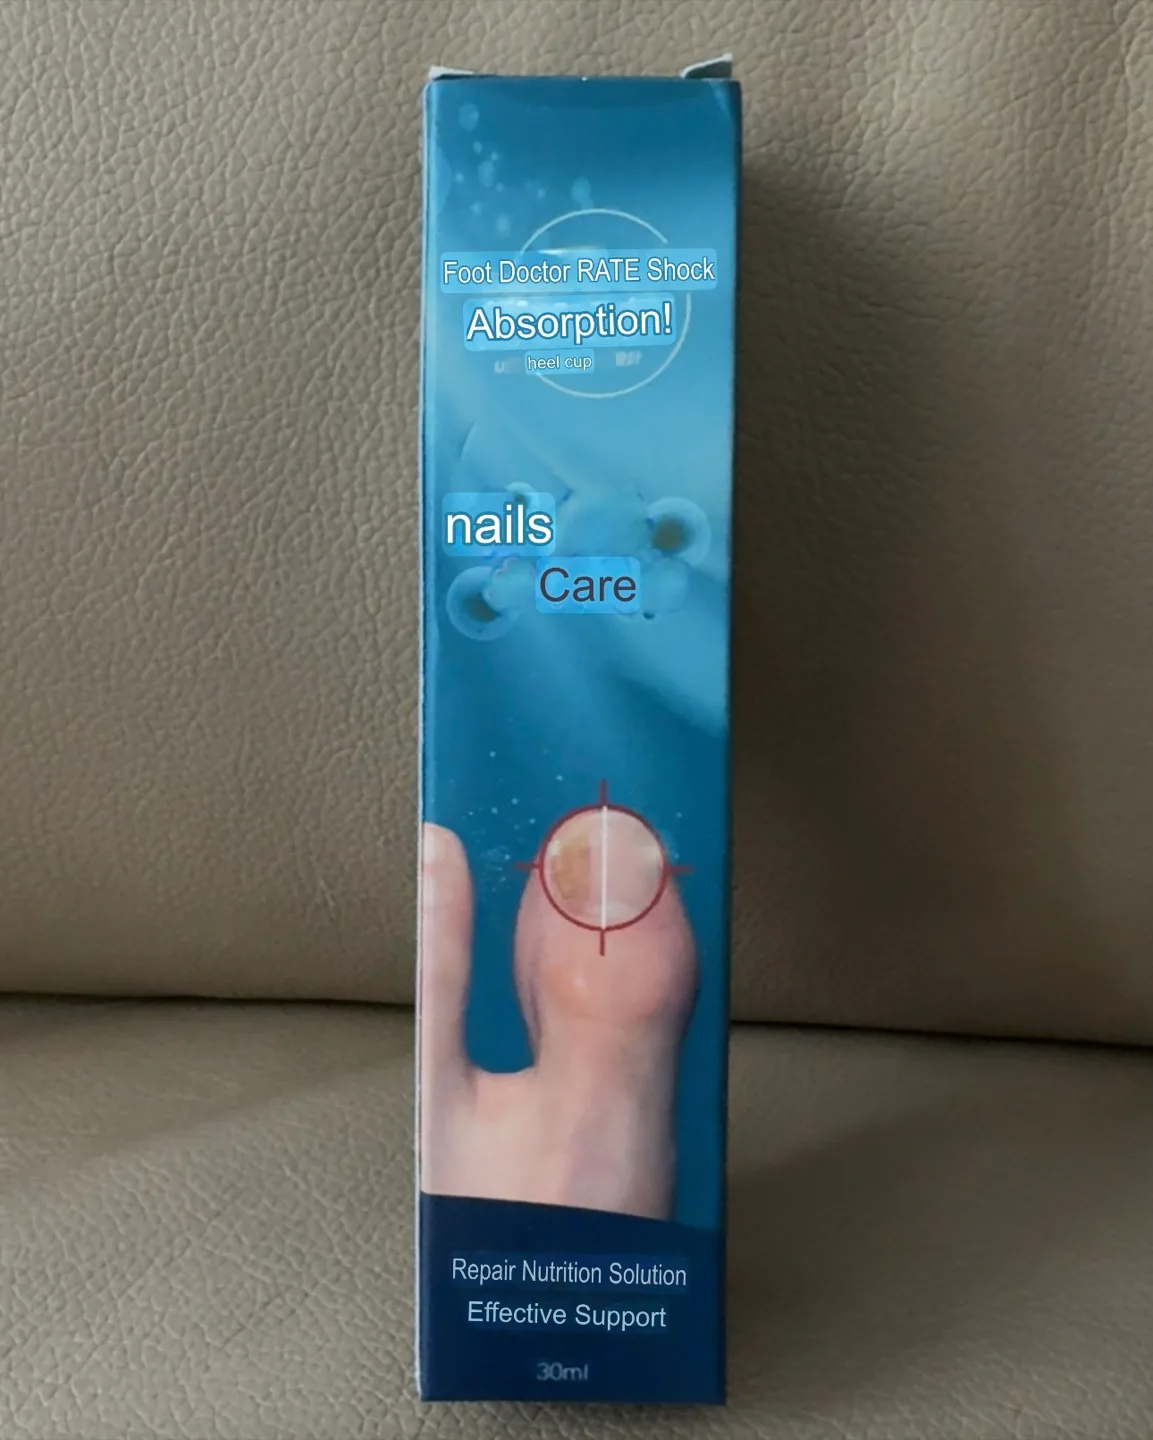 Foot Doctor RATE Shock
Absorption!
heel cup
nails
Care
Repair Nutrition Solution
Effective Support
30ml